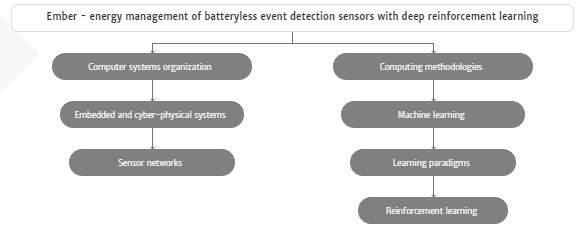 Ember - energy management of batteryless event detection sensors with deep reinforcement learning
Computer systems organization
Computing methodologies
Embedded and cyber-physical systems
Machine learning
Sensor networks
Learning paradigms
Reinforcement learning